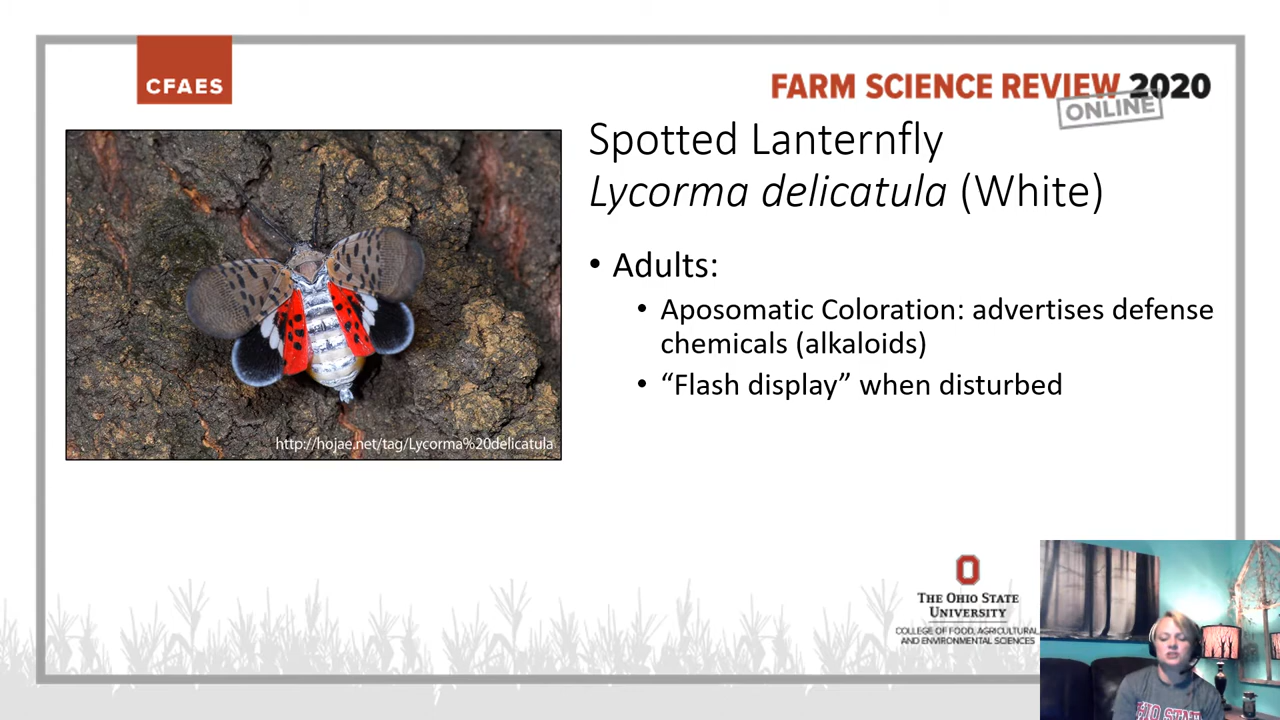 CFAES
FARM SCIENCE REVIEW 2020
ONLINE
Spotted Lanternfly
Lycorma delicatula (White)
• Adults:
• Aposomatic Coloration: advertises defense
chemicals (alkaloids)
• “Flash display” when disturbed
http://hojae.net/tag/Lycorma%20delicatula
THE OHIO STATE
UNIVERSITY
COLLEGE OF FOOD, AGRICULTURAL,
AND ENVIRONMENTAL SCIENCES
OHIO STATE